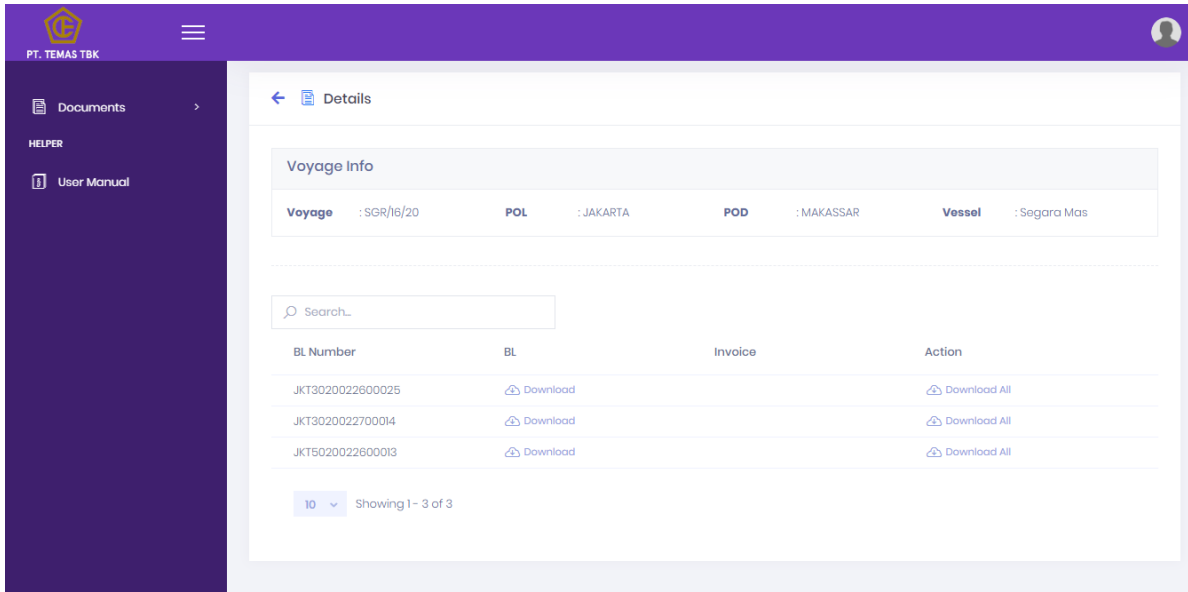 PT. TEMAS TBK
Documents
HELPER
User Manual
Details
Voyage Info
Voyage : SGR/16/20 POL : JAKARTA POD : MAKASSAR Vessel : Segara Mas
Search...
BL Number BL Invoice Action
JKT3020022600025 Download Download All
JKT3020022700014 Download Download All
JKT5020022600013 Download Download All
10 Showing 1 - 3 of 3